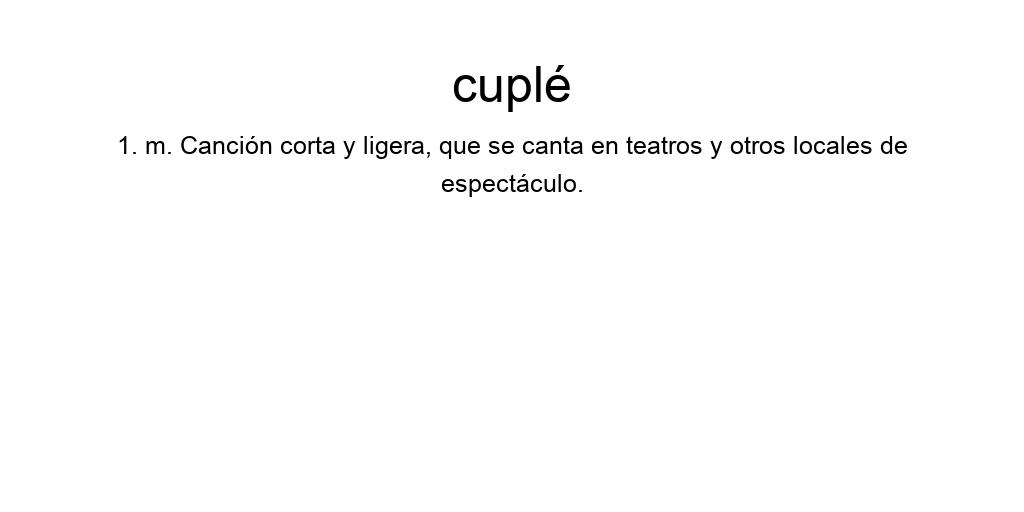 cuplé
1. m. Canción corta y ligera, que se canta en teatros y otros locales de
espectáculo.